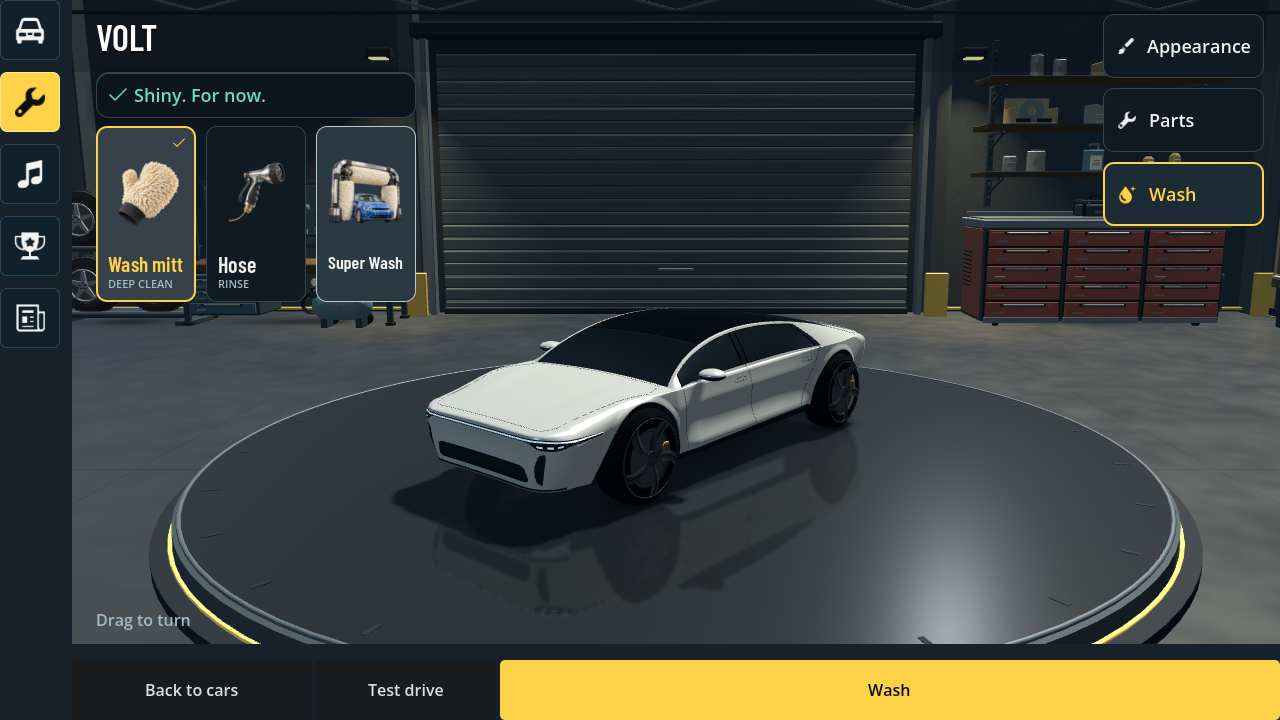 VOLT
Shiny. For now.
Wash mitt
DEEP CLEAN
Hose
RINSE
Super Wash
Appearance
Parts
Wash
Drag to turn
Back to cars
Test drive
Wash